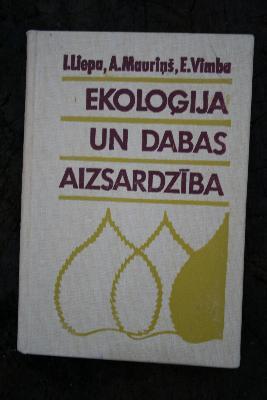 I.Liepa, A.Mauriņš, E.Vimba
EKOLOĢIJA
UN DABAS
AIZSARDZĪBA